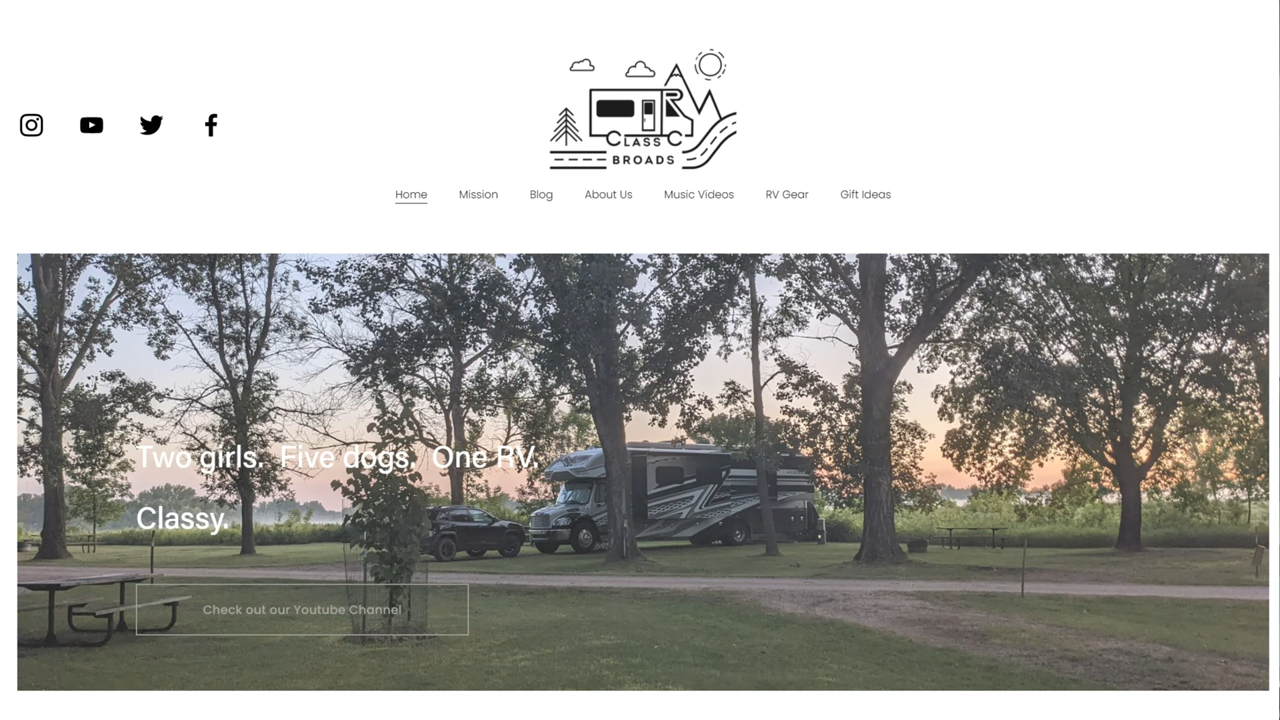 RV
CLASS C
BROADS
Home Mission Blog About Us Music Videos RV Gear Gift Ideas
Two girls. Five dogs. One RV.
Classy.
Check out our Youtube Channel